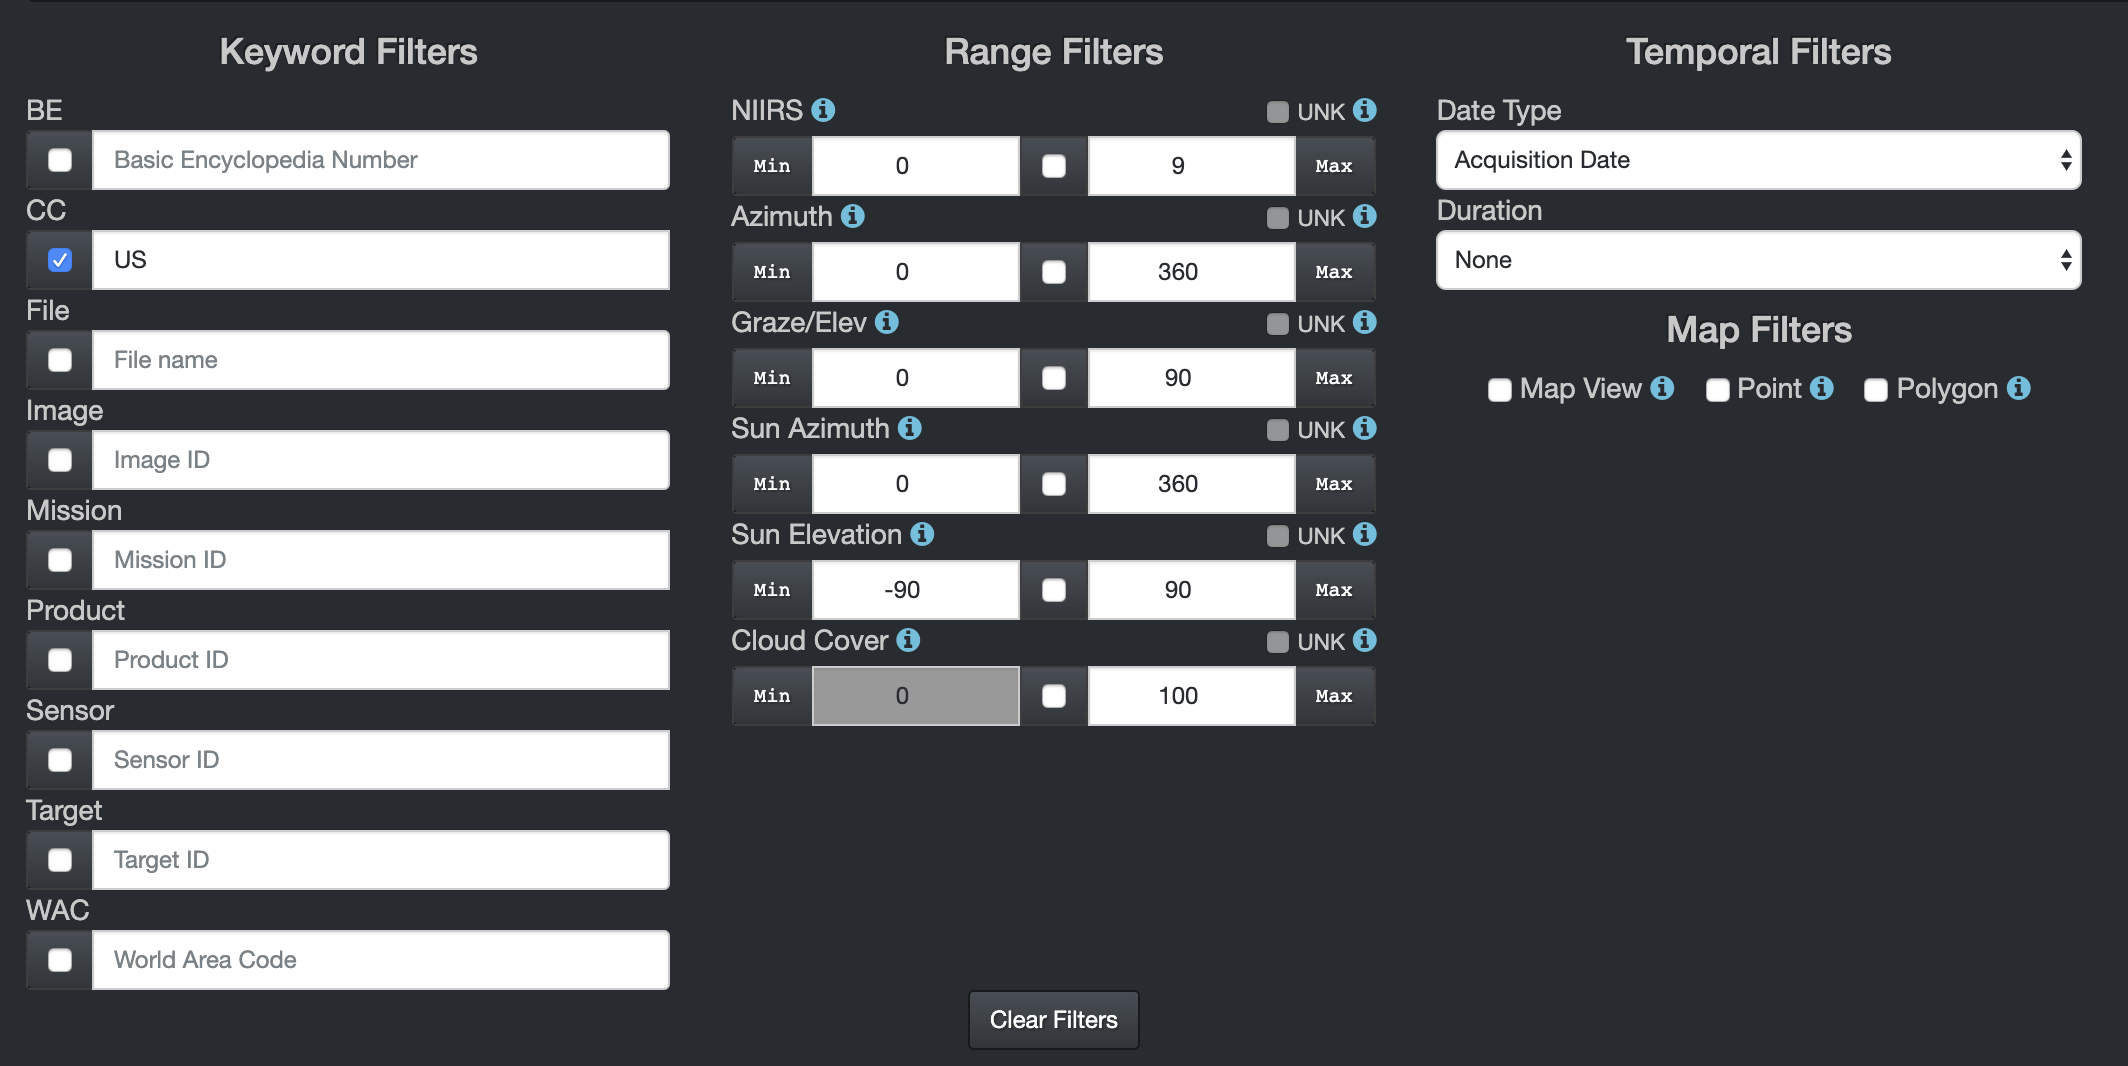 Keyword Filters
BE
Basic Encyclopedia Number
CC
US
File
File name
Image
Image ID
Mission
Mission ID
Product
Product ID
Sensor
Sensor ID
Target
Target ID
WAC
World Area Code
Range Filters
NIIRS UNK
Min 0 9 Max
Azimuth UNK
Min 0 360 Max
Graze/Elev UNK
Min 0 90 Max
Sun Azimuth UNK
Min 0 360 Max
Sun Elevation UNK
Min -90 90 Max
Cloud Cover UNK
Min 0 100 Max
Temporal Filters
Date Type
Acquisition Date
Duration
None
Map Filters
Map View Point Polygon
Clear Filters